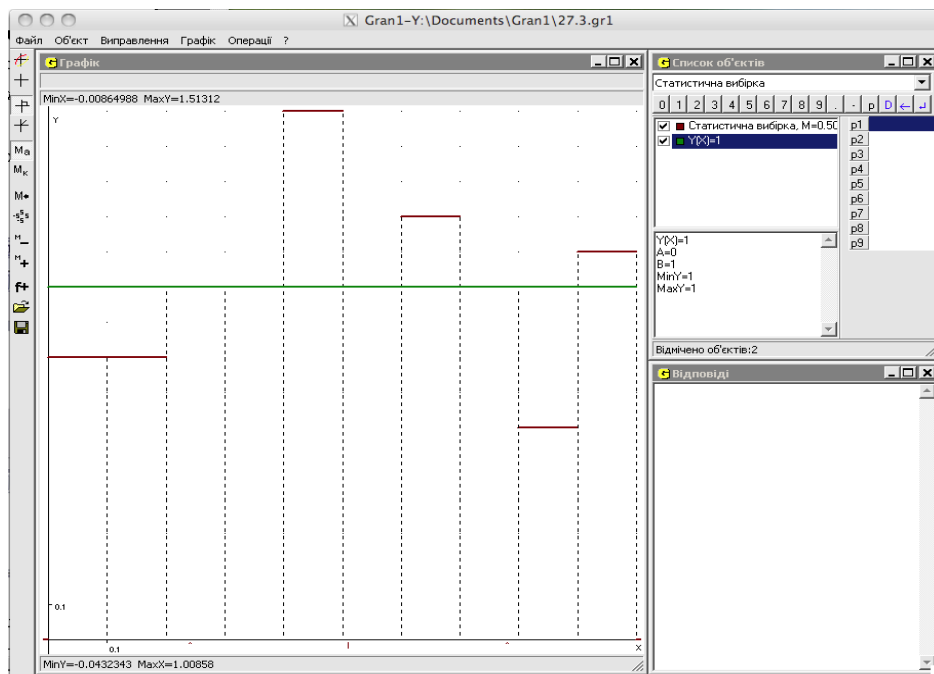 Gran1-Y:\Documents\Gran1\27.3.gr1
Файл Об'єкт Виправлення Графік Операції ?
Графік
MinX=-0.00864988 MaxY=1.51312
Y
0.1
0.1
X
MinY=-0.0432343 MaxX=1.00858
Ma
Mк
M
M
M
f+
Список об'єктів
Статистична вибірка
0 1 2 3 4 5 6 7 8 9 . - p D ← ↵
Статистична вибірка, M=0.50
Y(X)=1
p1
p2
p3
p4
p5
p6
p7
p8
p9
Y(X)=1
A=0
B=1
MinY=1
MaxY=1
Відмічено об'єктів:2
Відповіді